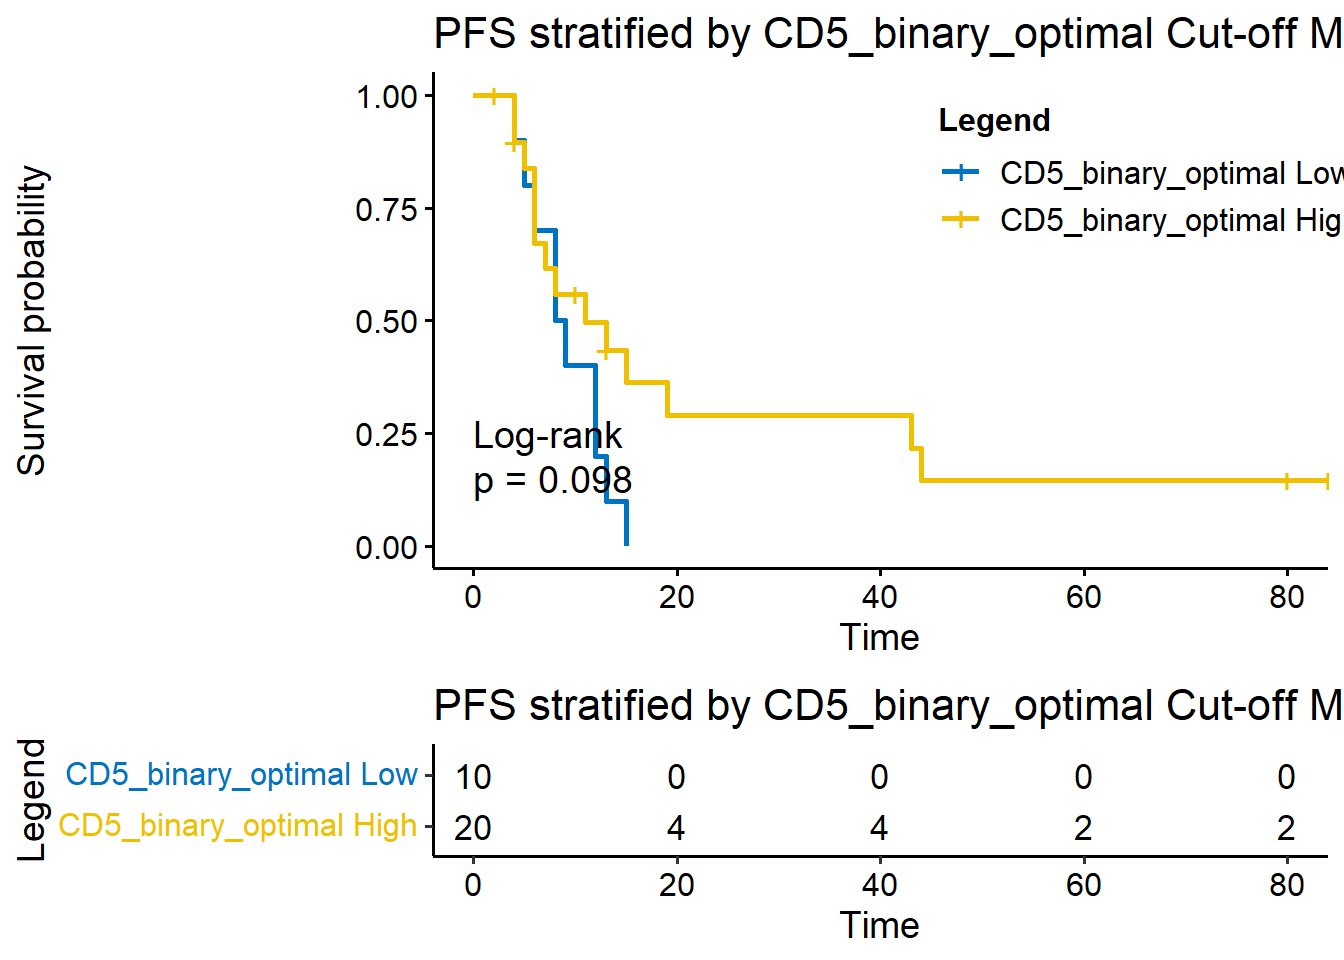 PFS stratified by CD5_binary_optimal Cut-off M
Survival probability
1.00
0.75
0.50
0.25
0.00
Legend
CD5_binary_optimal Low
CD5_binary_optimal Hig
Log-rank
p = 0.098
0 20 40 60 80
Time
PFS stratified by CD5_binary_optimal Cut-off M
Legend
CD5_binary_optimal Low 10 0 0 0 0
CD5_binary_optimal High 20 4 4 2 2
0 20 40 60 80
Time